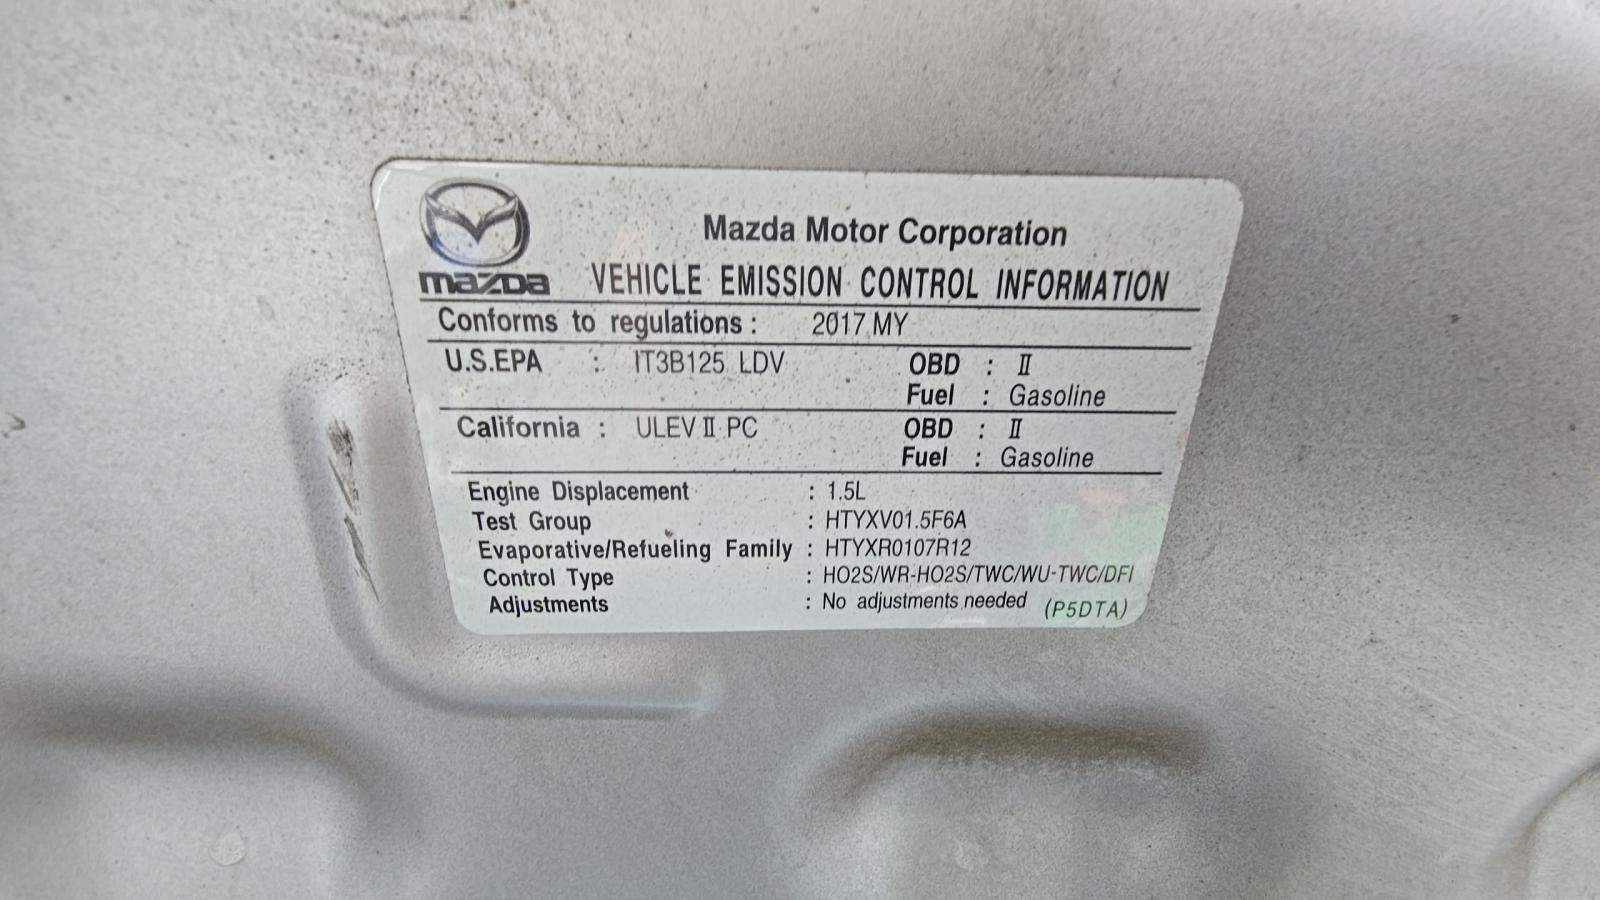 Mazda Motor Corporation
mazda VEHICLE EMISSION CONTROL INFORMATION
Conforms to regulations : 2017 MY
U.S.EPA : IT3B125 LDV OBD : II
Fuel : Gasoline
California : ULEV II PC OBD : II
Fuel : Gasoline
Engine Displacement : 1.5L
Test Group : HTYXV01.5F6A
Evaporative/Refueling Family : HTYXR0107R12
Control Type : HO2S/WR-HO2S/TWC/WU-TWC/DFI
Adjustments : No adjustments needed (P5DTA)